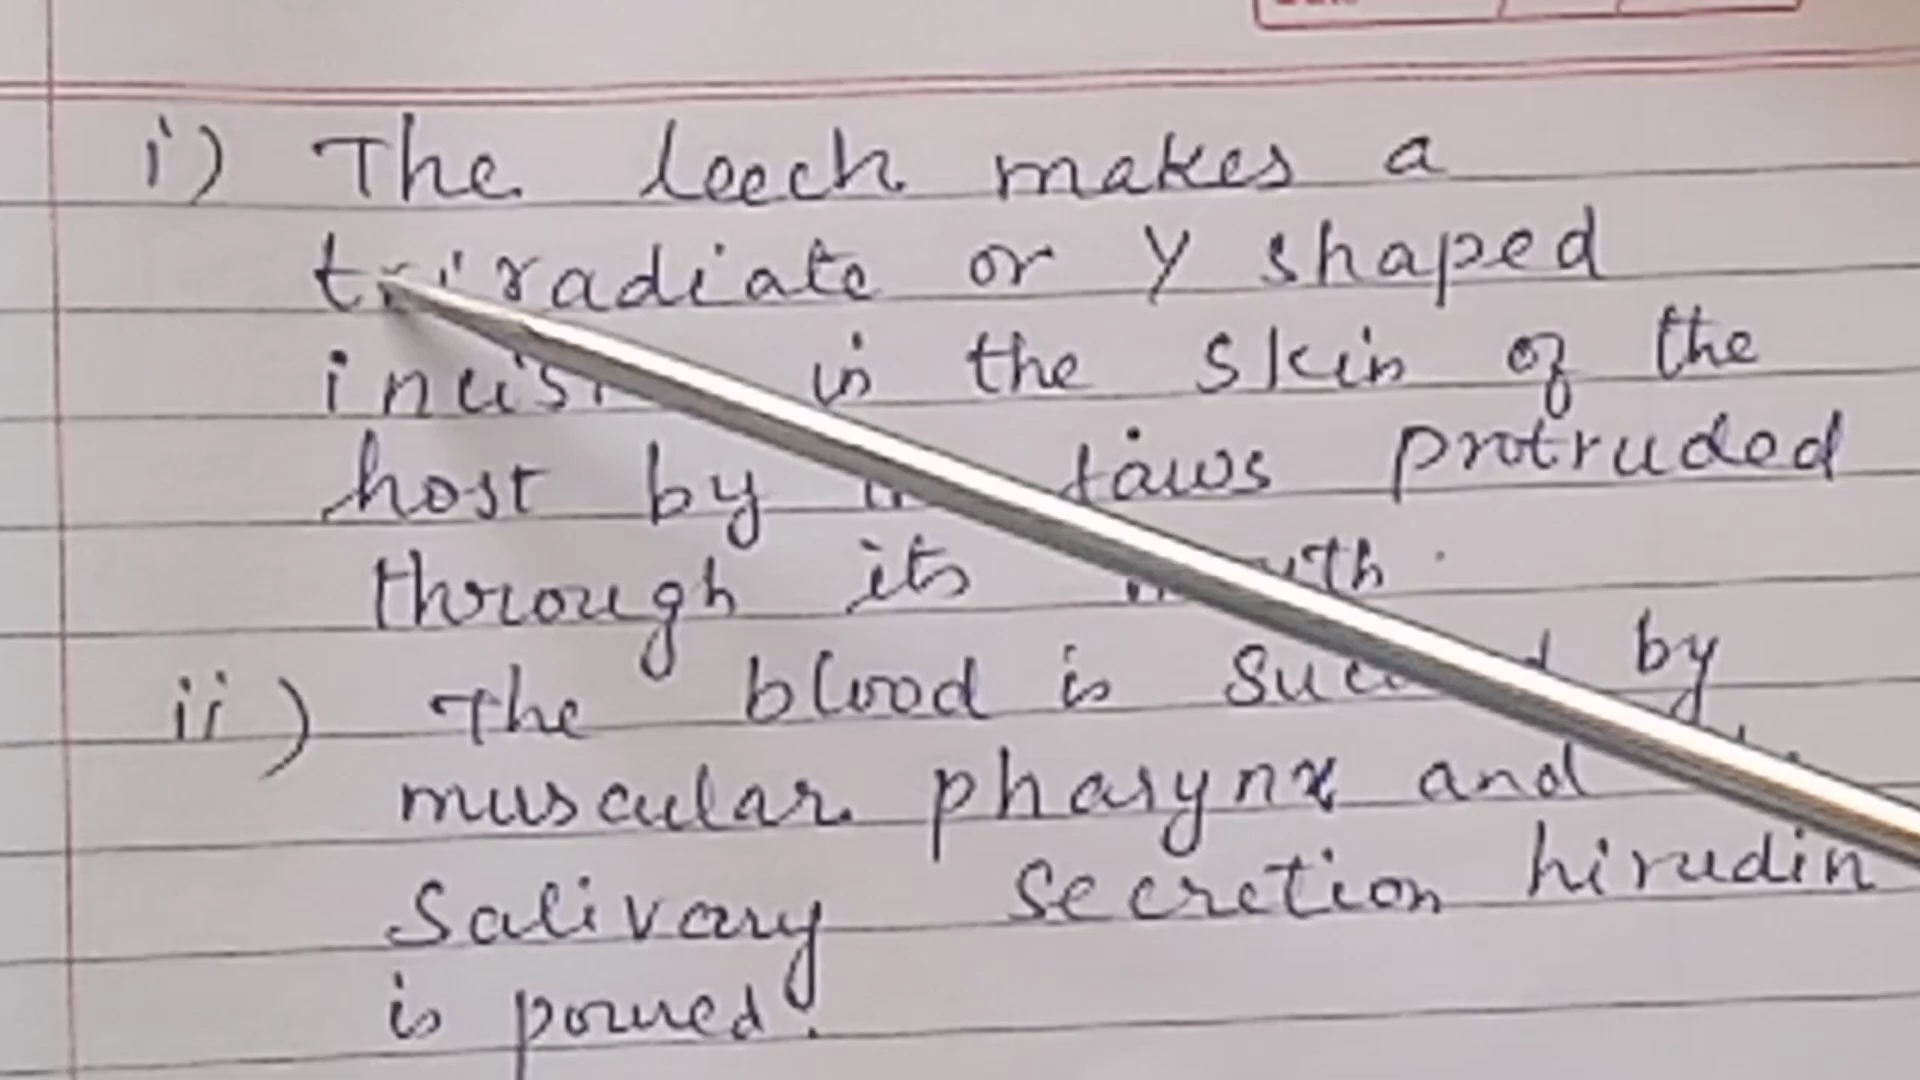 i) The leech makes a
triradiate or Y shaped
in the skin of the
host by jaws protruded
through its
ii) The blood is by
muscular pharynx and
Salivary Secretion hirudin
is poured.